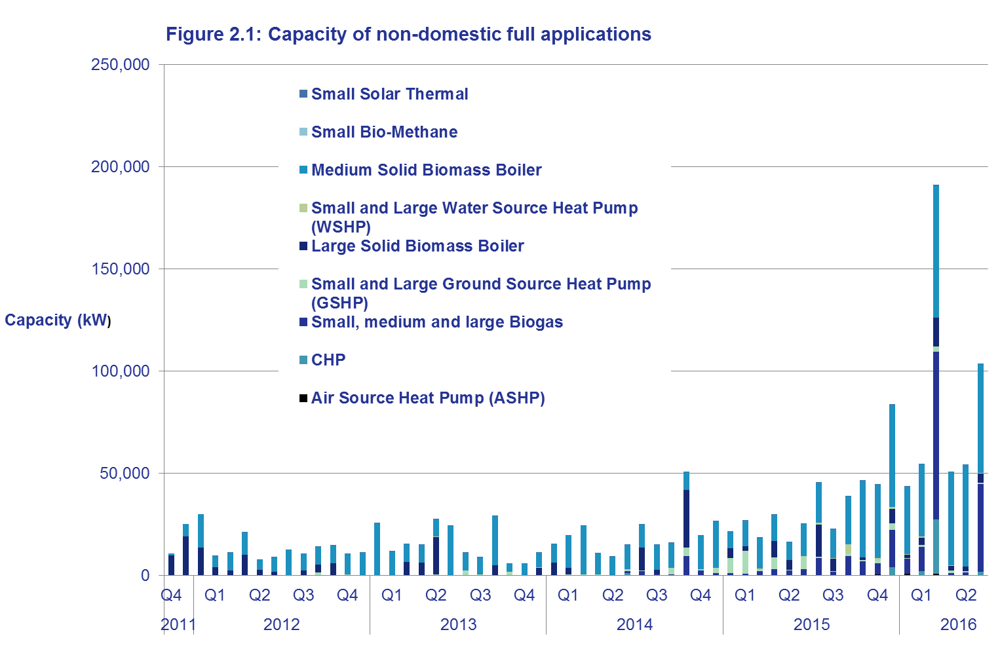 Figure 2.1: Capacity of non-domestic full applications
250,000
Small Solar Thermal
Small Bio-Methane
200,000
Medium Solid Biomass Boiler
Small and Large Water Source Heat Pump
(WSHP)
Large Solid Biomass Boiler
150,000
Small and Large Ground Source Heat Pump
(GSHP)
Capacity (kW)
Small, medium and large Biogas
CHP
100,000
Air Source Heat Pump (ASHP)
50,000
0
Q4 Q1 Q2 Q3 Q4 Q1 Q2 Q3 Q4 Q1 Q2 Q3 Q4 Q1 Q2 Q3 Q4 Q1 Q2
2011 2012 2013 2014 2015 2016